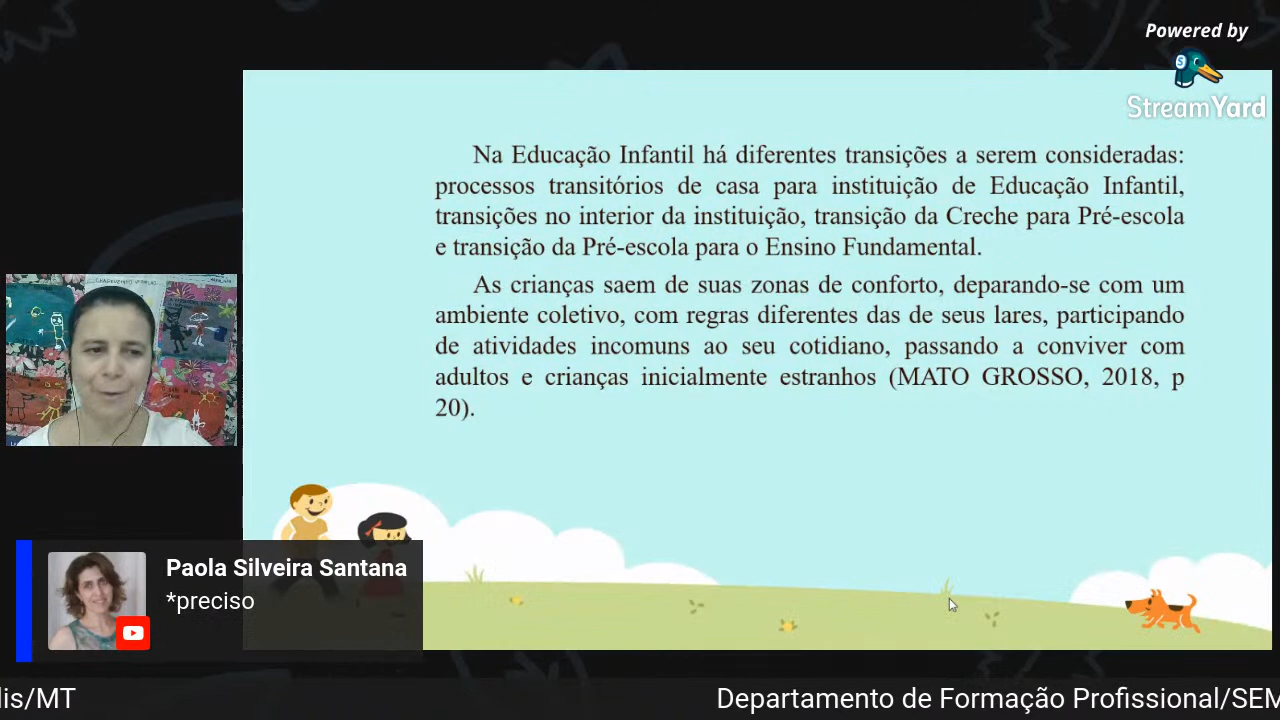 Powered by
StreamYard
Na Educação Infantil há diferentes transições a serem consideradas:
processos transitórios de casa para instituição de Educação Infantil,
transições no interior da instituição, transição da Creche para Pré-escola
e transição da Pré-escola para o Ensino Fundamental.
As crianças saem de suas zonas de conforto, deparando-se com um
ambiente coletivo, com regras diferentes das de seus lares, participando
de atividades incomuns ao seu cotidiano, passando a conviver com
adultos e crianças inicialmente estranhos (MATO GROSSO, 2018, p
20).
Paola Silveira Santana
*preciso
lis/MT
Departamento de Formação Profissional/SEM